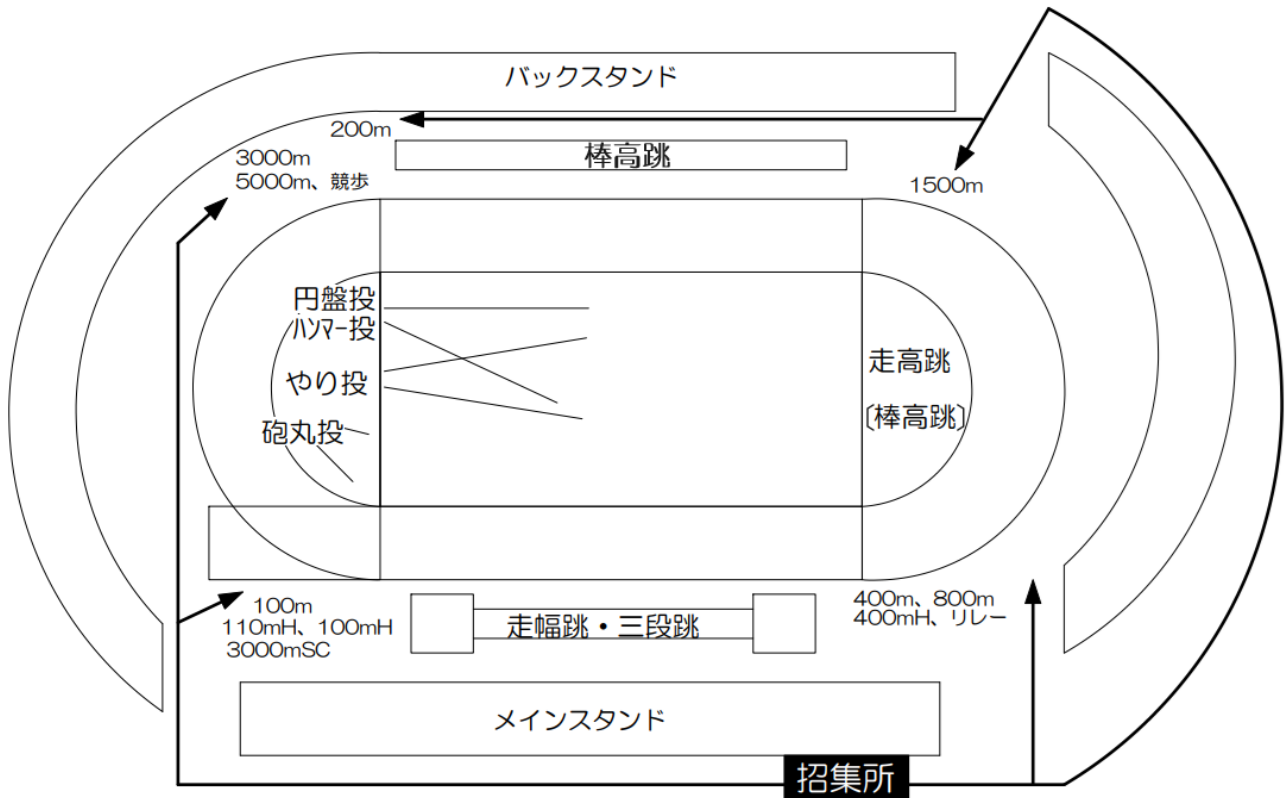 バックスタンド
200m
棒高跳
3000m
5000m、競歩
1500m
円盤投
ﾊﾝﾏｰ投
やり投
砲丸投
走高跳
〔棒高跳〕
100m
110mH、100mH
3000mSC
走幅跳・三段跳
400m、800m
400mH、リレー
メインスタンド
招集所